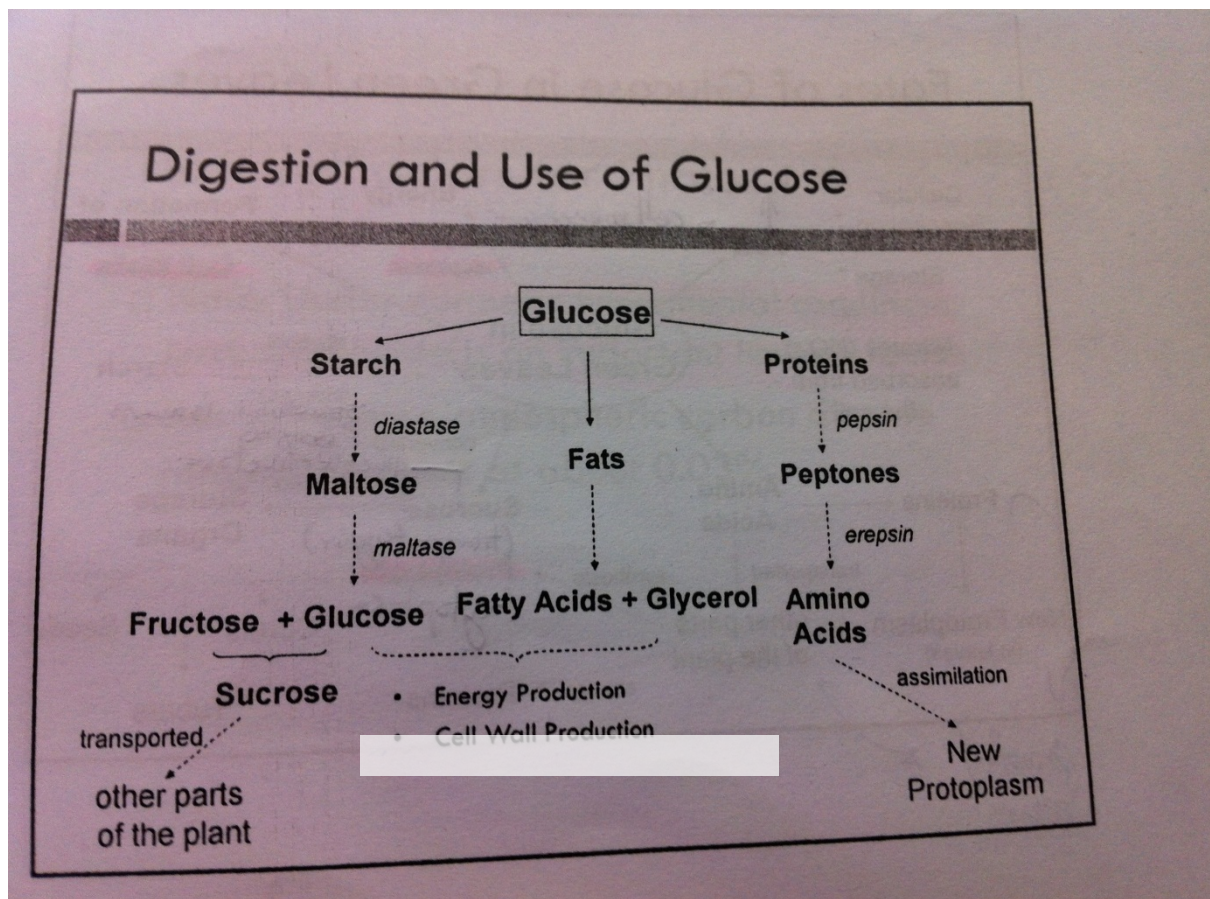 Digestion and Use of Glucose
Glucose
Starch
Proteins
diastase
pepsin
Fats
Maltose
Peptones
maltase
erepsin
Fructose + Glucose
Fatty Acids + Glycerol
Amino
Acids
Sucrose
• Energy Production
assimilation
transported
• Cell Wall Production
New
Protoplasm
other parts
of the plant